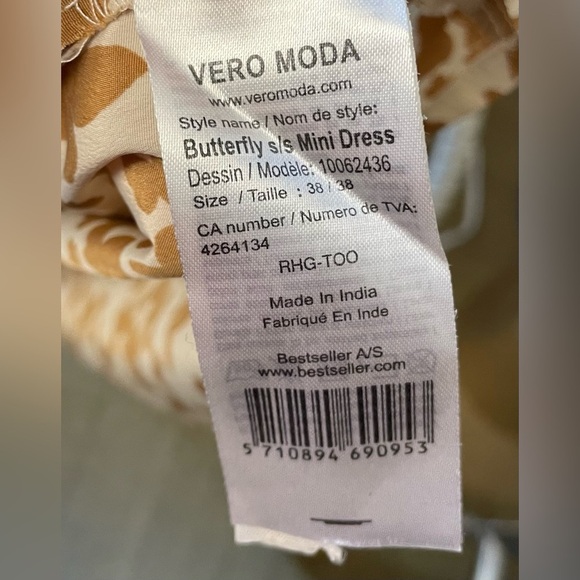 VERO MODA
www.veromoda.com
Style name / Nom de style:
Butterfly s/s Mini Dress
Dessin / Modèle: 10062436
Size / Taille : 38 / 38
CA number / Numero de TVA:
4264134
RHG-TOO
Made In India
Fabriqué En Inde
Bestseller A/S
www.bestseller.com
5 710894 690953